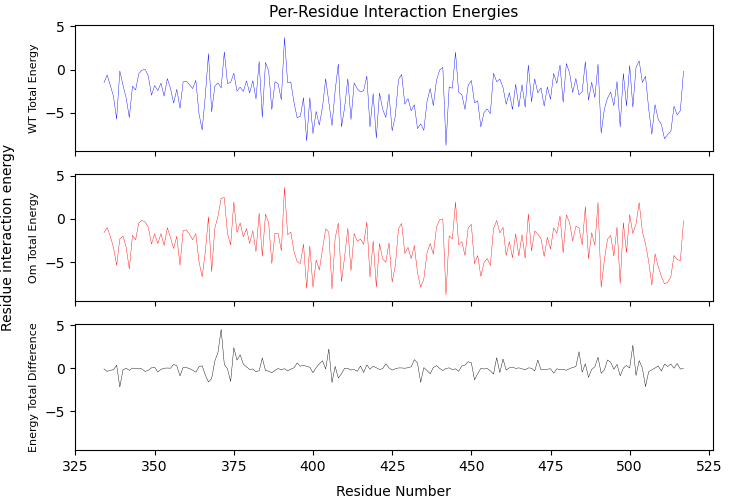 Per-Residue Interaction Energies
Residue interaction energy
WT Total Energy
5
0
−5
Om Total Energy
5
0
−5
Energy Total Difference
5
0
−5
325 350 375 400 425 450 475 500 525
Residue Number